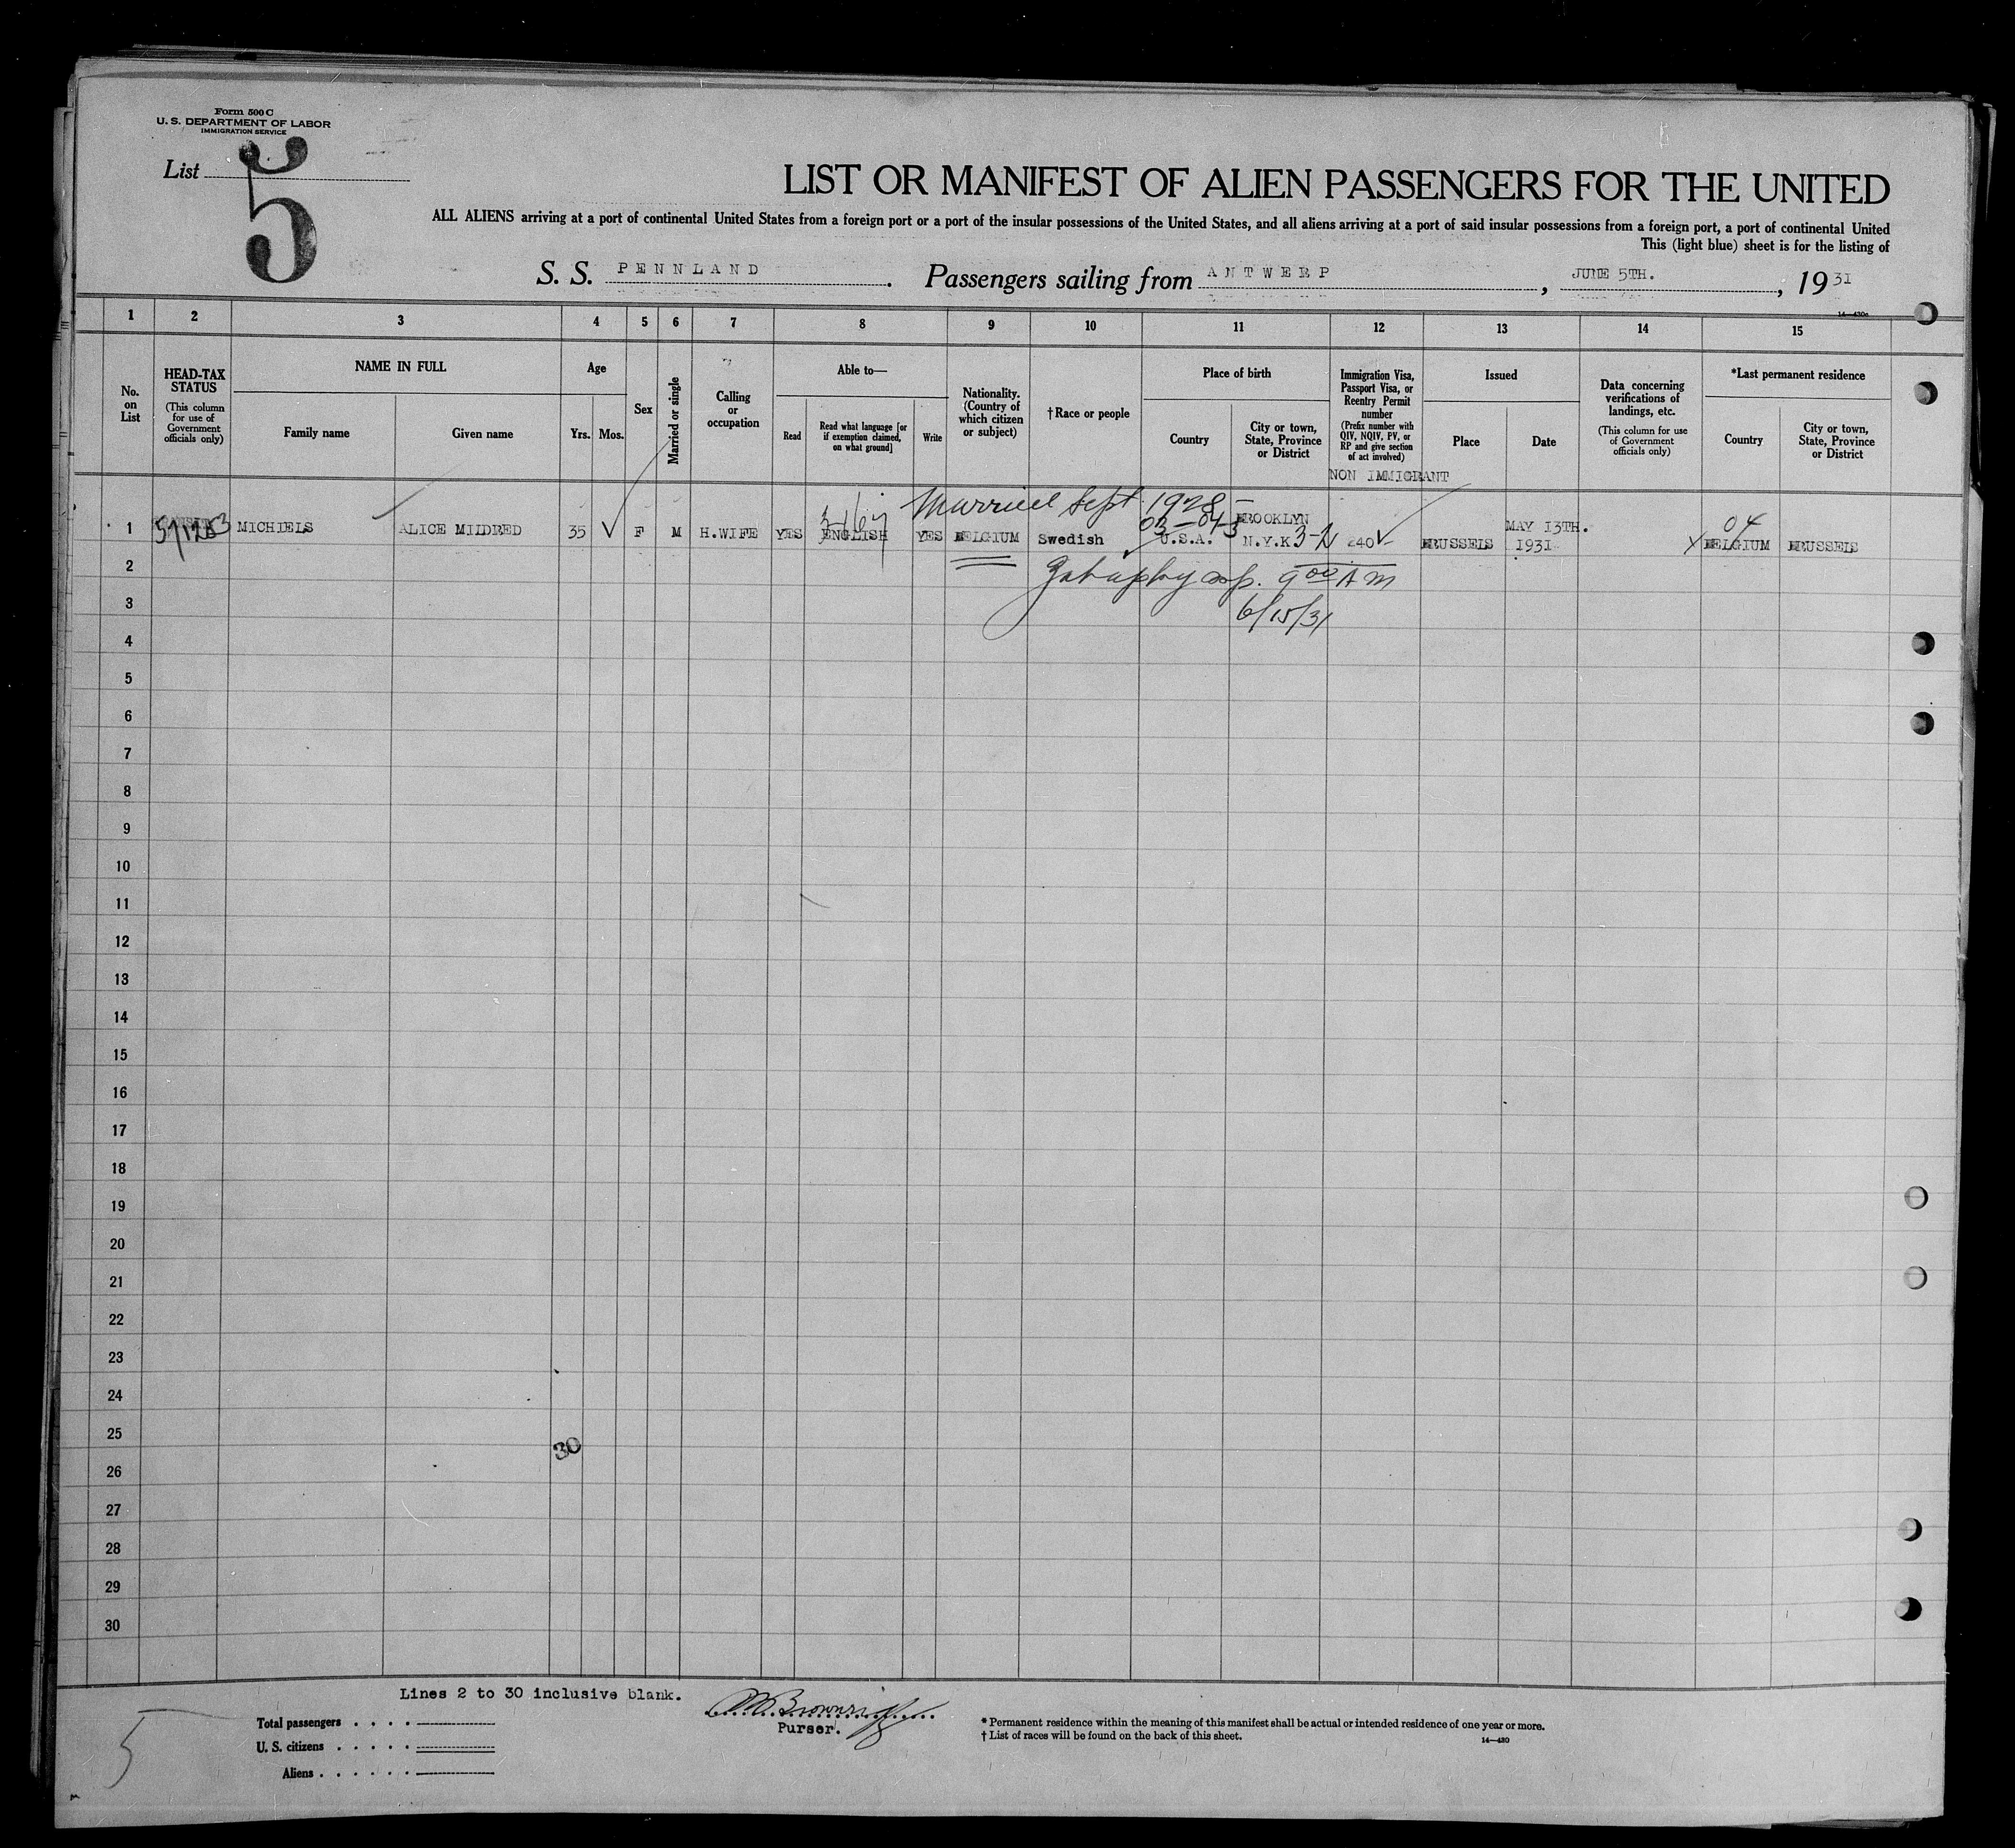 Form 500 C
U. S. DEPARTMENT OF LABOR
IMMIGRATION SERVICE
List 5
LIST OR MANIFEST OF ALIEN PASSENGERS FOR THE UNITED
ALL ALIENS arriving at a port of continental United States from a foreign port or a port of the insular possessions of the United States, and all aliens arriving at a port of said insular possessions from a foreign port, a port of continental United
This (light blue) sheet is for the listing of
S. S. PENNLAND. Passengers sailing from ANTWERP, JUNE 5TH., 1931
1 2 3 4 5 6 7 8 9 10 11 12 13 14 15
No. on List
HEAD-TAX STATUS
(This column for use of Government officials only)
NAME IN FULL
Family name
Given name
Age
Yrs. Mos.
Sex
Married or single
Calling or occupation
Able to—
Read
Read what language [or if exemption claimed, on what ground]
Write
Nationality. (Country of which citizen or subject)
†Race or people
Place of birth
Country
City or town, State, Province or District
Immigration Visa, Passport Visa, or Reentry Permit number
(Prefix number with QIV, NQIV, PV, or RP and give section of act involved)
Issued
Place
Date
Data concerning verifications of landings, etc.
(This column for use of Government officials only)
*Last permanent residence
Country
City or town, State, Province or District
NON IMMIGRANT
Married Sept. 1928
03-04-3 BROOKLYN MAY 13TH. 04
1 MICHIELS ALICE MILDRED 35 F M H.WIFE YES ENGLISH YES BELGIUM Swedish U.S.A. N.Y.K 3-2 240 BRUSSELS 1931 BELGIUM BRUSSELS
2 9 00 A M
3 6/15/31
4
5
6
7
8
9
10
11
12
13
14
15
16
17
18
19
20
21
22
23
24
25
30
26
27
28
29
30
Lines 2 to 30 inclusive blank.
Purser.
5
Total passengers
U. S. citizens
Aliens
* Permanent residence within the meaning of this manifest shall be actual or intended residence of one year or more.
† List of races will be found on the back of this sheet.
14—430